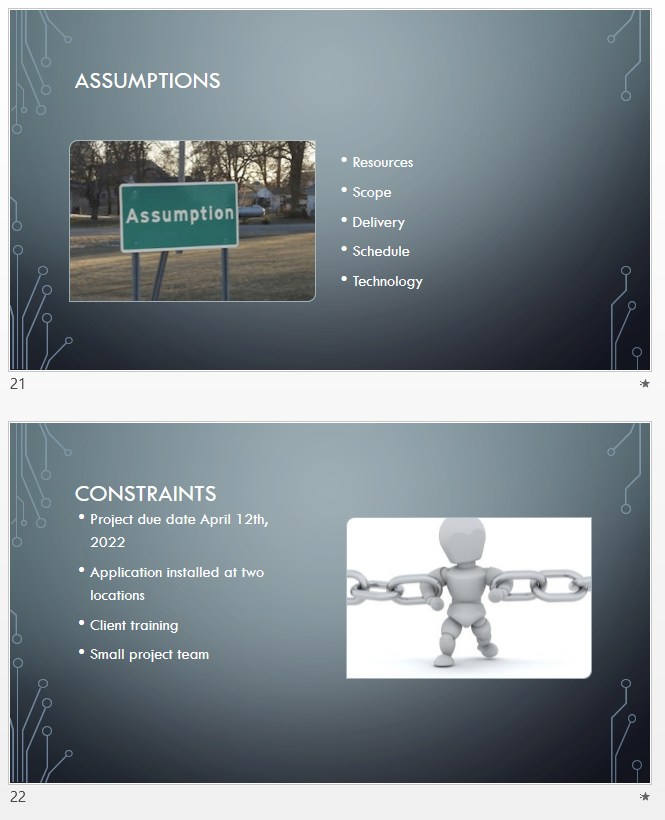 ASSUMPTIONS
Assumption
• Resources
• Scope
• Delivery
• Schedule
• Technology
21
CONSTRAINTS
• Project due date April 12th,
2022
• Application installed at two
locations
• Client training
• Small project team
22